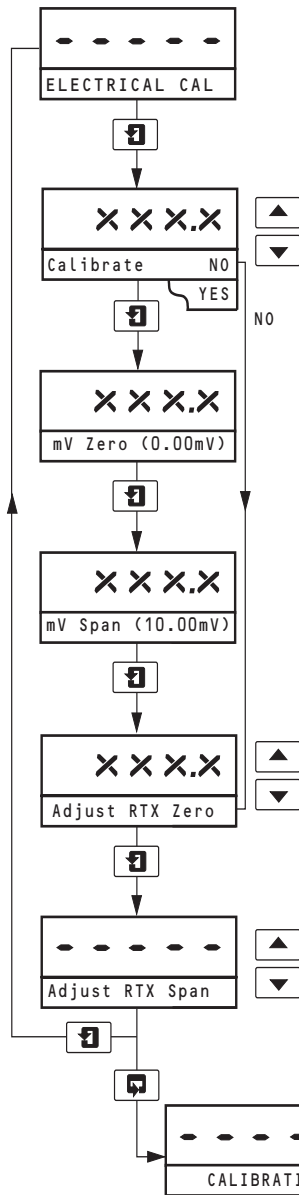 - - - - -
ELECTRICAL CAL
XXX.X
Calibrate NO
YES
NO
XXX.X
mV Zero (0.00mV)
XXX.X
mV Span (10.00mV)
XXX.X
Adjust RTX Zero
- - - - -
Adjust RTX Span
- - - -
CALIBRATI